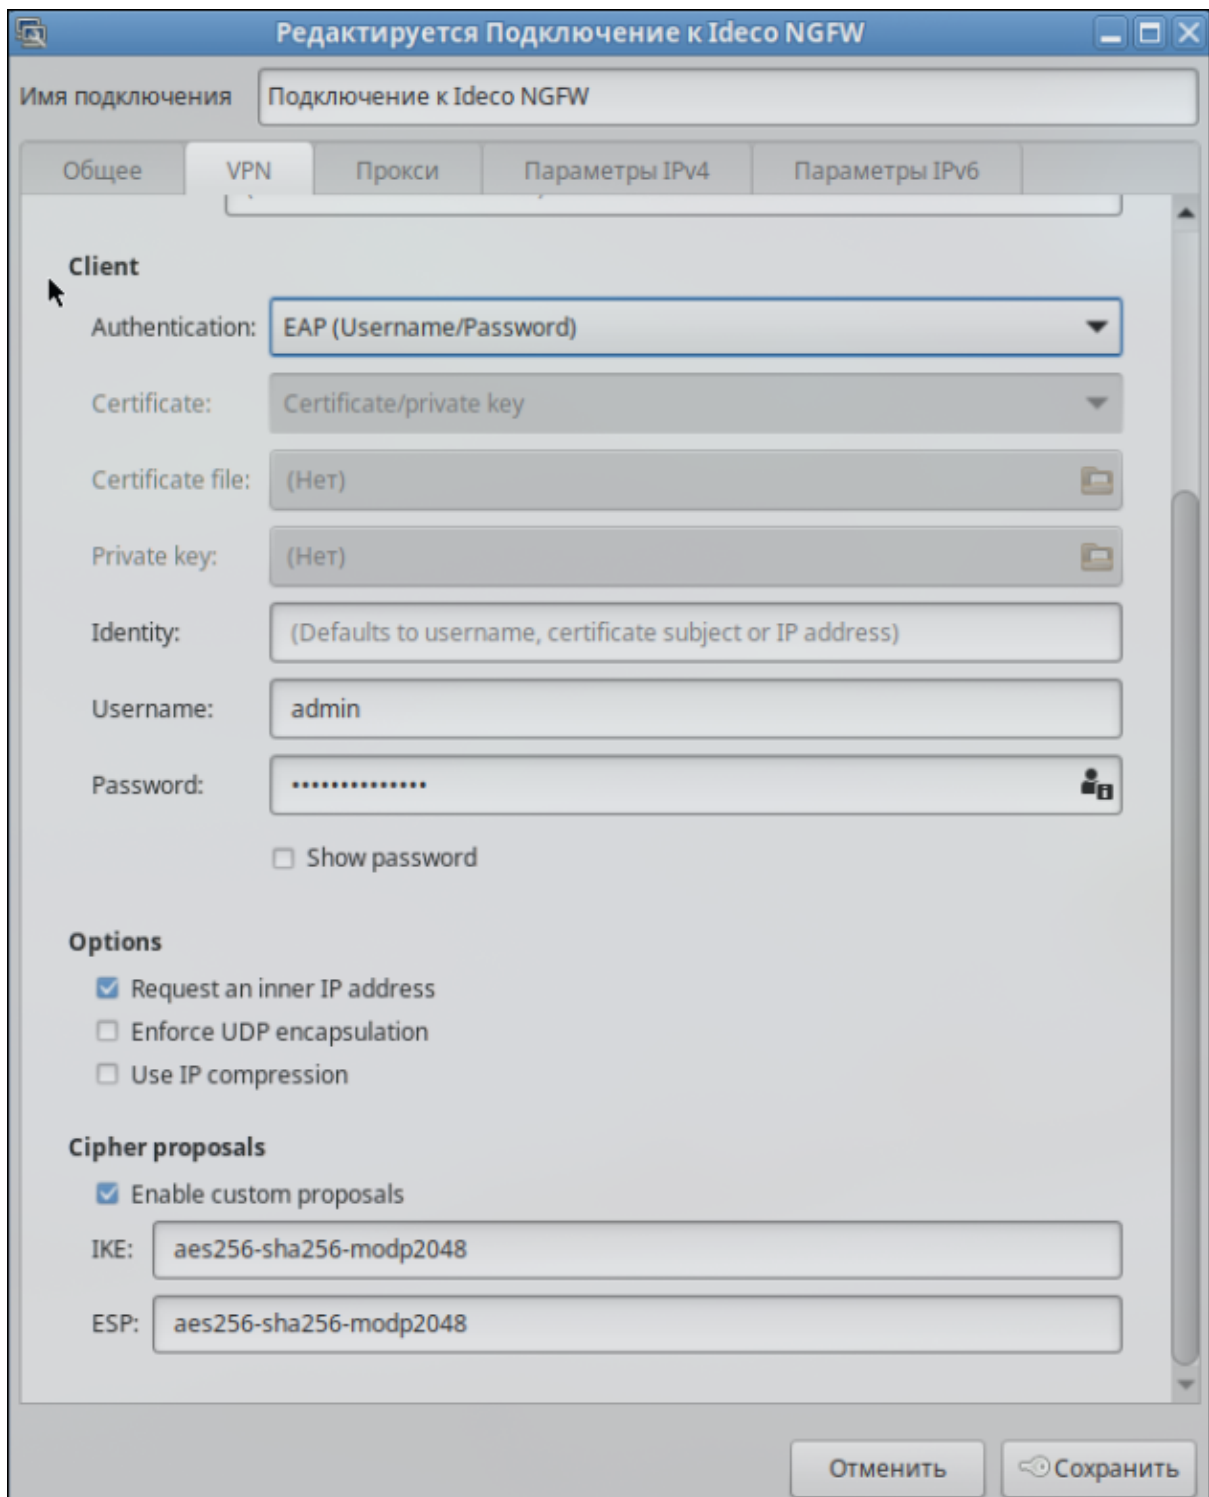 Редактируется Подключение к Ideco NGFW
Имя подключения Подключение к Ideco NGFW
Общее VPN Прокси Параметры IPv4 Параметры IPv6
Client
Authentication: EAP (Username/Password)
Certificate: Certificate/private key
Certificate file: (Нет)
Private key: (Нет)
Identity: (Defaults to username, certificate subject or IP address)
Username: admin
Password: ••••••••••••••
Show password
Options
Request an inner IP address
Enforce UDP encapsulation
Use IP compression
Cipher proposals
Enable custom proposals
IKE: aes256-sha256-modp2048
ESP: aes256-sha256-modp2048
Отменить Сохранить